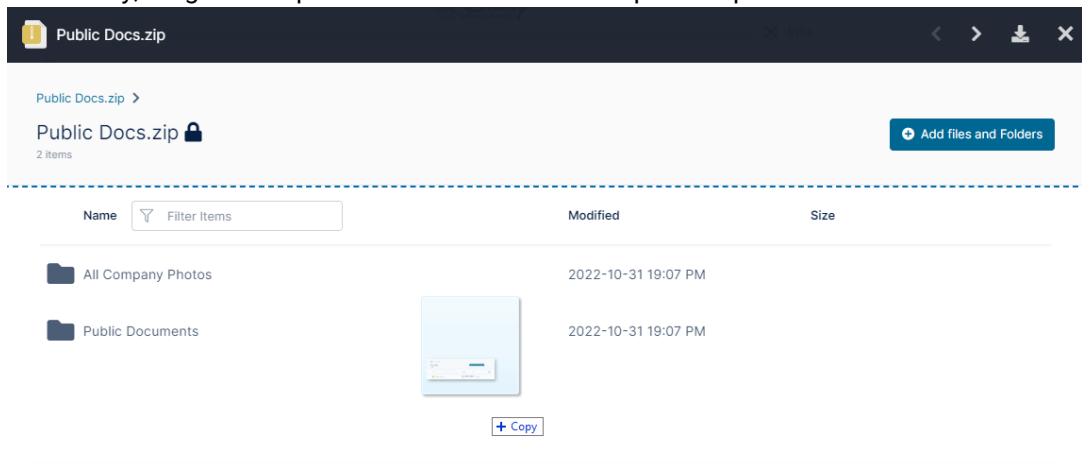 Public Docs.zip
Public Docs.zip >
Public Docs.zip
Add files and Folders
2 items
Name Filter Items Modified Size
All Company Photos 2022-10-31 19:07 PM
Public Documents 2022-10-31 19:07 PM
+ Copy